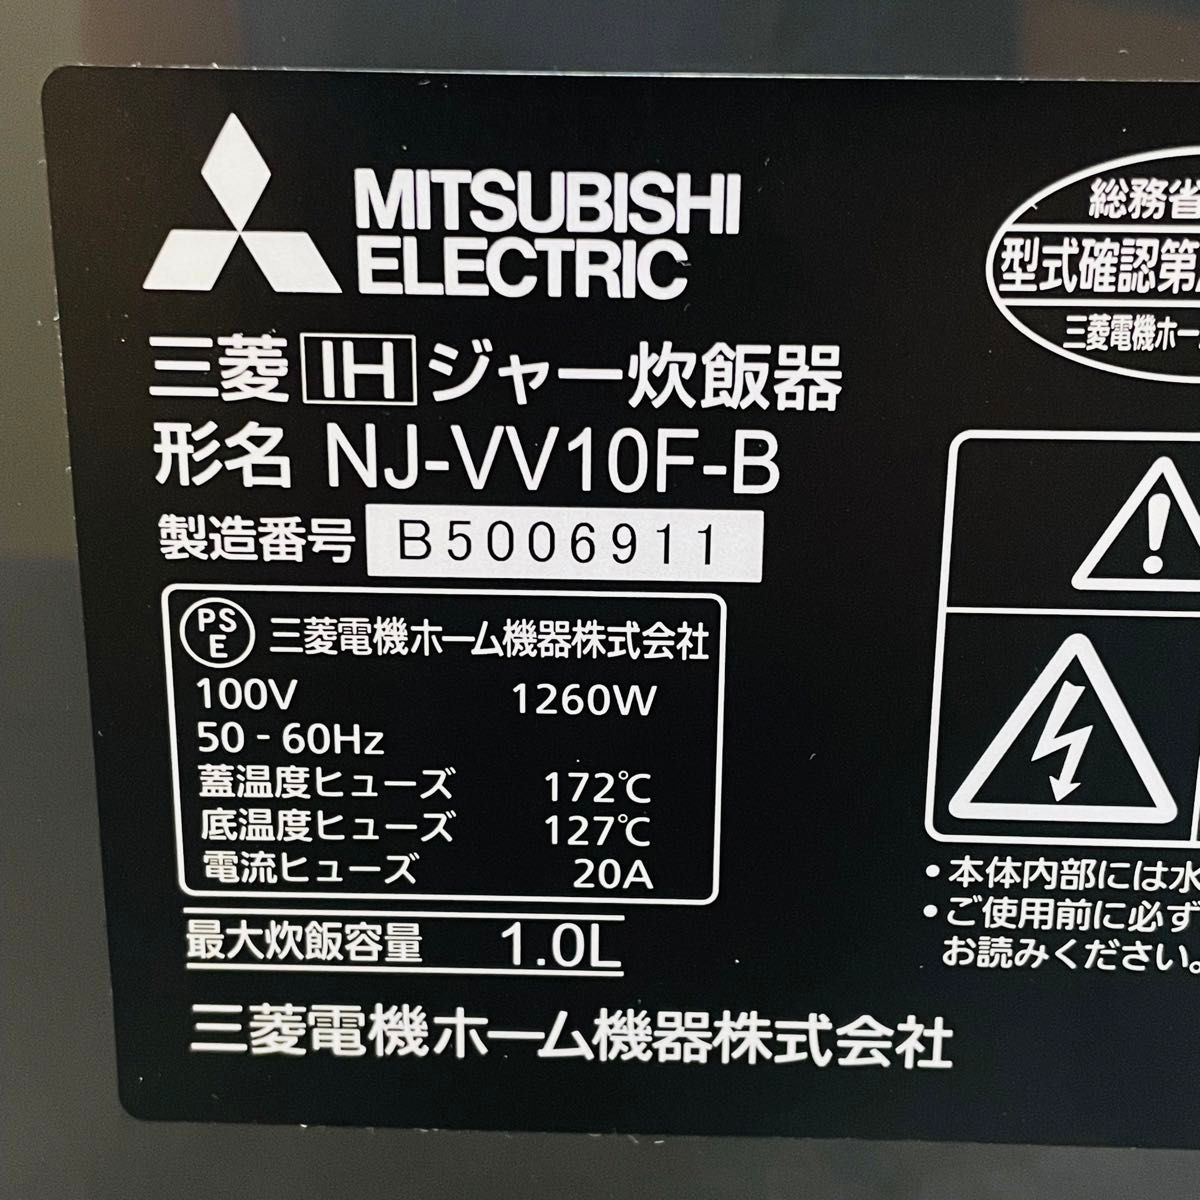 MITSUBISHI
ELECTRIC
三菱 IH ジャー炊飯器
形名 NJ-VV10F-B
製造番号 B5006911
PS
E
三菱電機ホーム機器株式会社
100V 1260W
50 - 60Hz
蓋温度ヒューズ 172℃
底温度ヒューズ 127℃
電流ヒューズ 20A
最大炊飯容量 1.0L
三菱電機ホーム機器株式会社
総務省
型式確認第
三菱電機ホー
•本体内部には水
•ご使用前に必ず
お読みください。